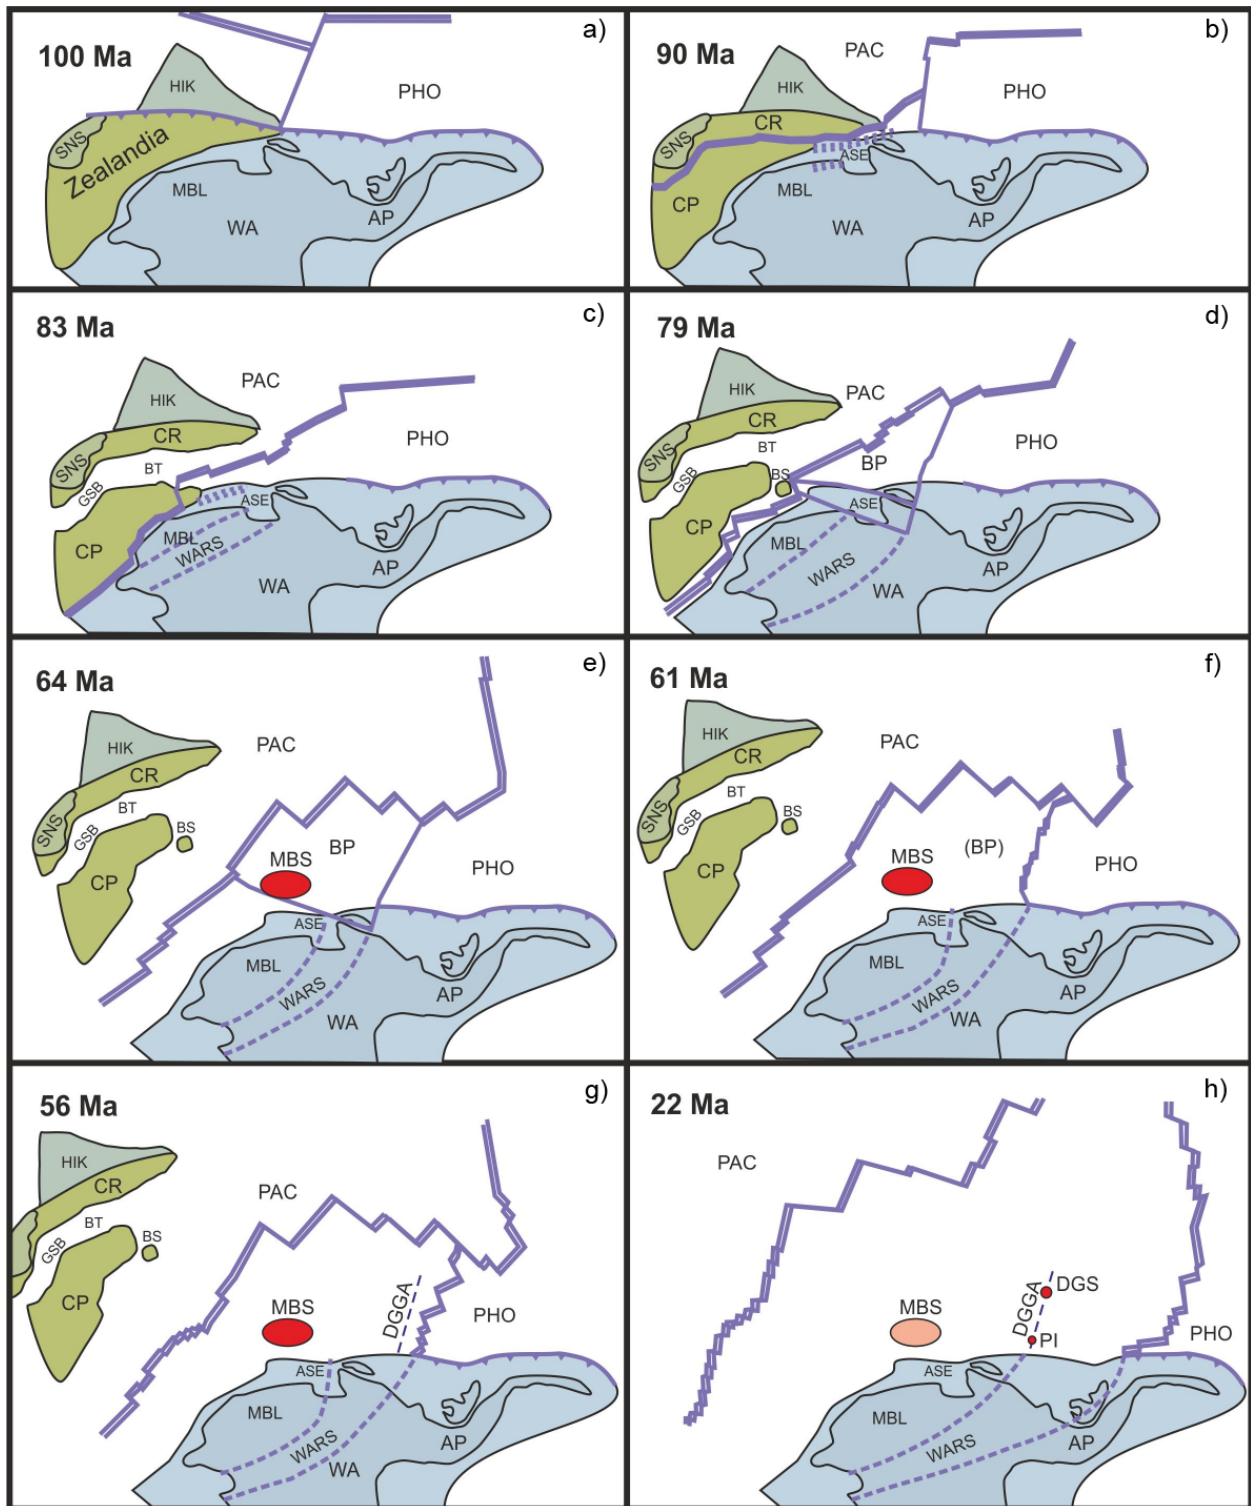 a)
100 Ma
HIK
PHO
SNS
Zealandia
MBL
WA
AP
b)
90 Ma
PAC
HIK
PHO
CR
SNS
ASE
MBL
CP
WA
AP
c)
83 Ma
PAC
HIK
CR
PHO
SNS
BT
GSB
ASE
MBL
CP
WARS
WA
AP
d)
79 Ma
PAC
HIK
CR
PHO
BT
SNS
BP
GSB
BS
ASE
CP
MBL
WARS
AP
WA
e)
64 Ma
PAC
HIK
CR
BT
SNS
GSB
BS
BP
MBS
PHO
CP
ASE
MBL
WARS
AP
WA
f)
61 Ma
PAC
HIK
CR
BT
BS
SNS
GSB
(BP)
MBS
PHO
CP
ASE
MBL
WARS
AP
WA
g)
56 Ma
HIK
CR
PAC
BT
BS
GSB
CP
MBS
DGGA
PHO
ASE
MBL
WARS
AP
WA
h)
22 Ma
PAC
DGS
DGGA
MBS
PI
PHO
ASE
MBL
WARS
AP